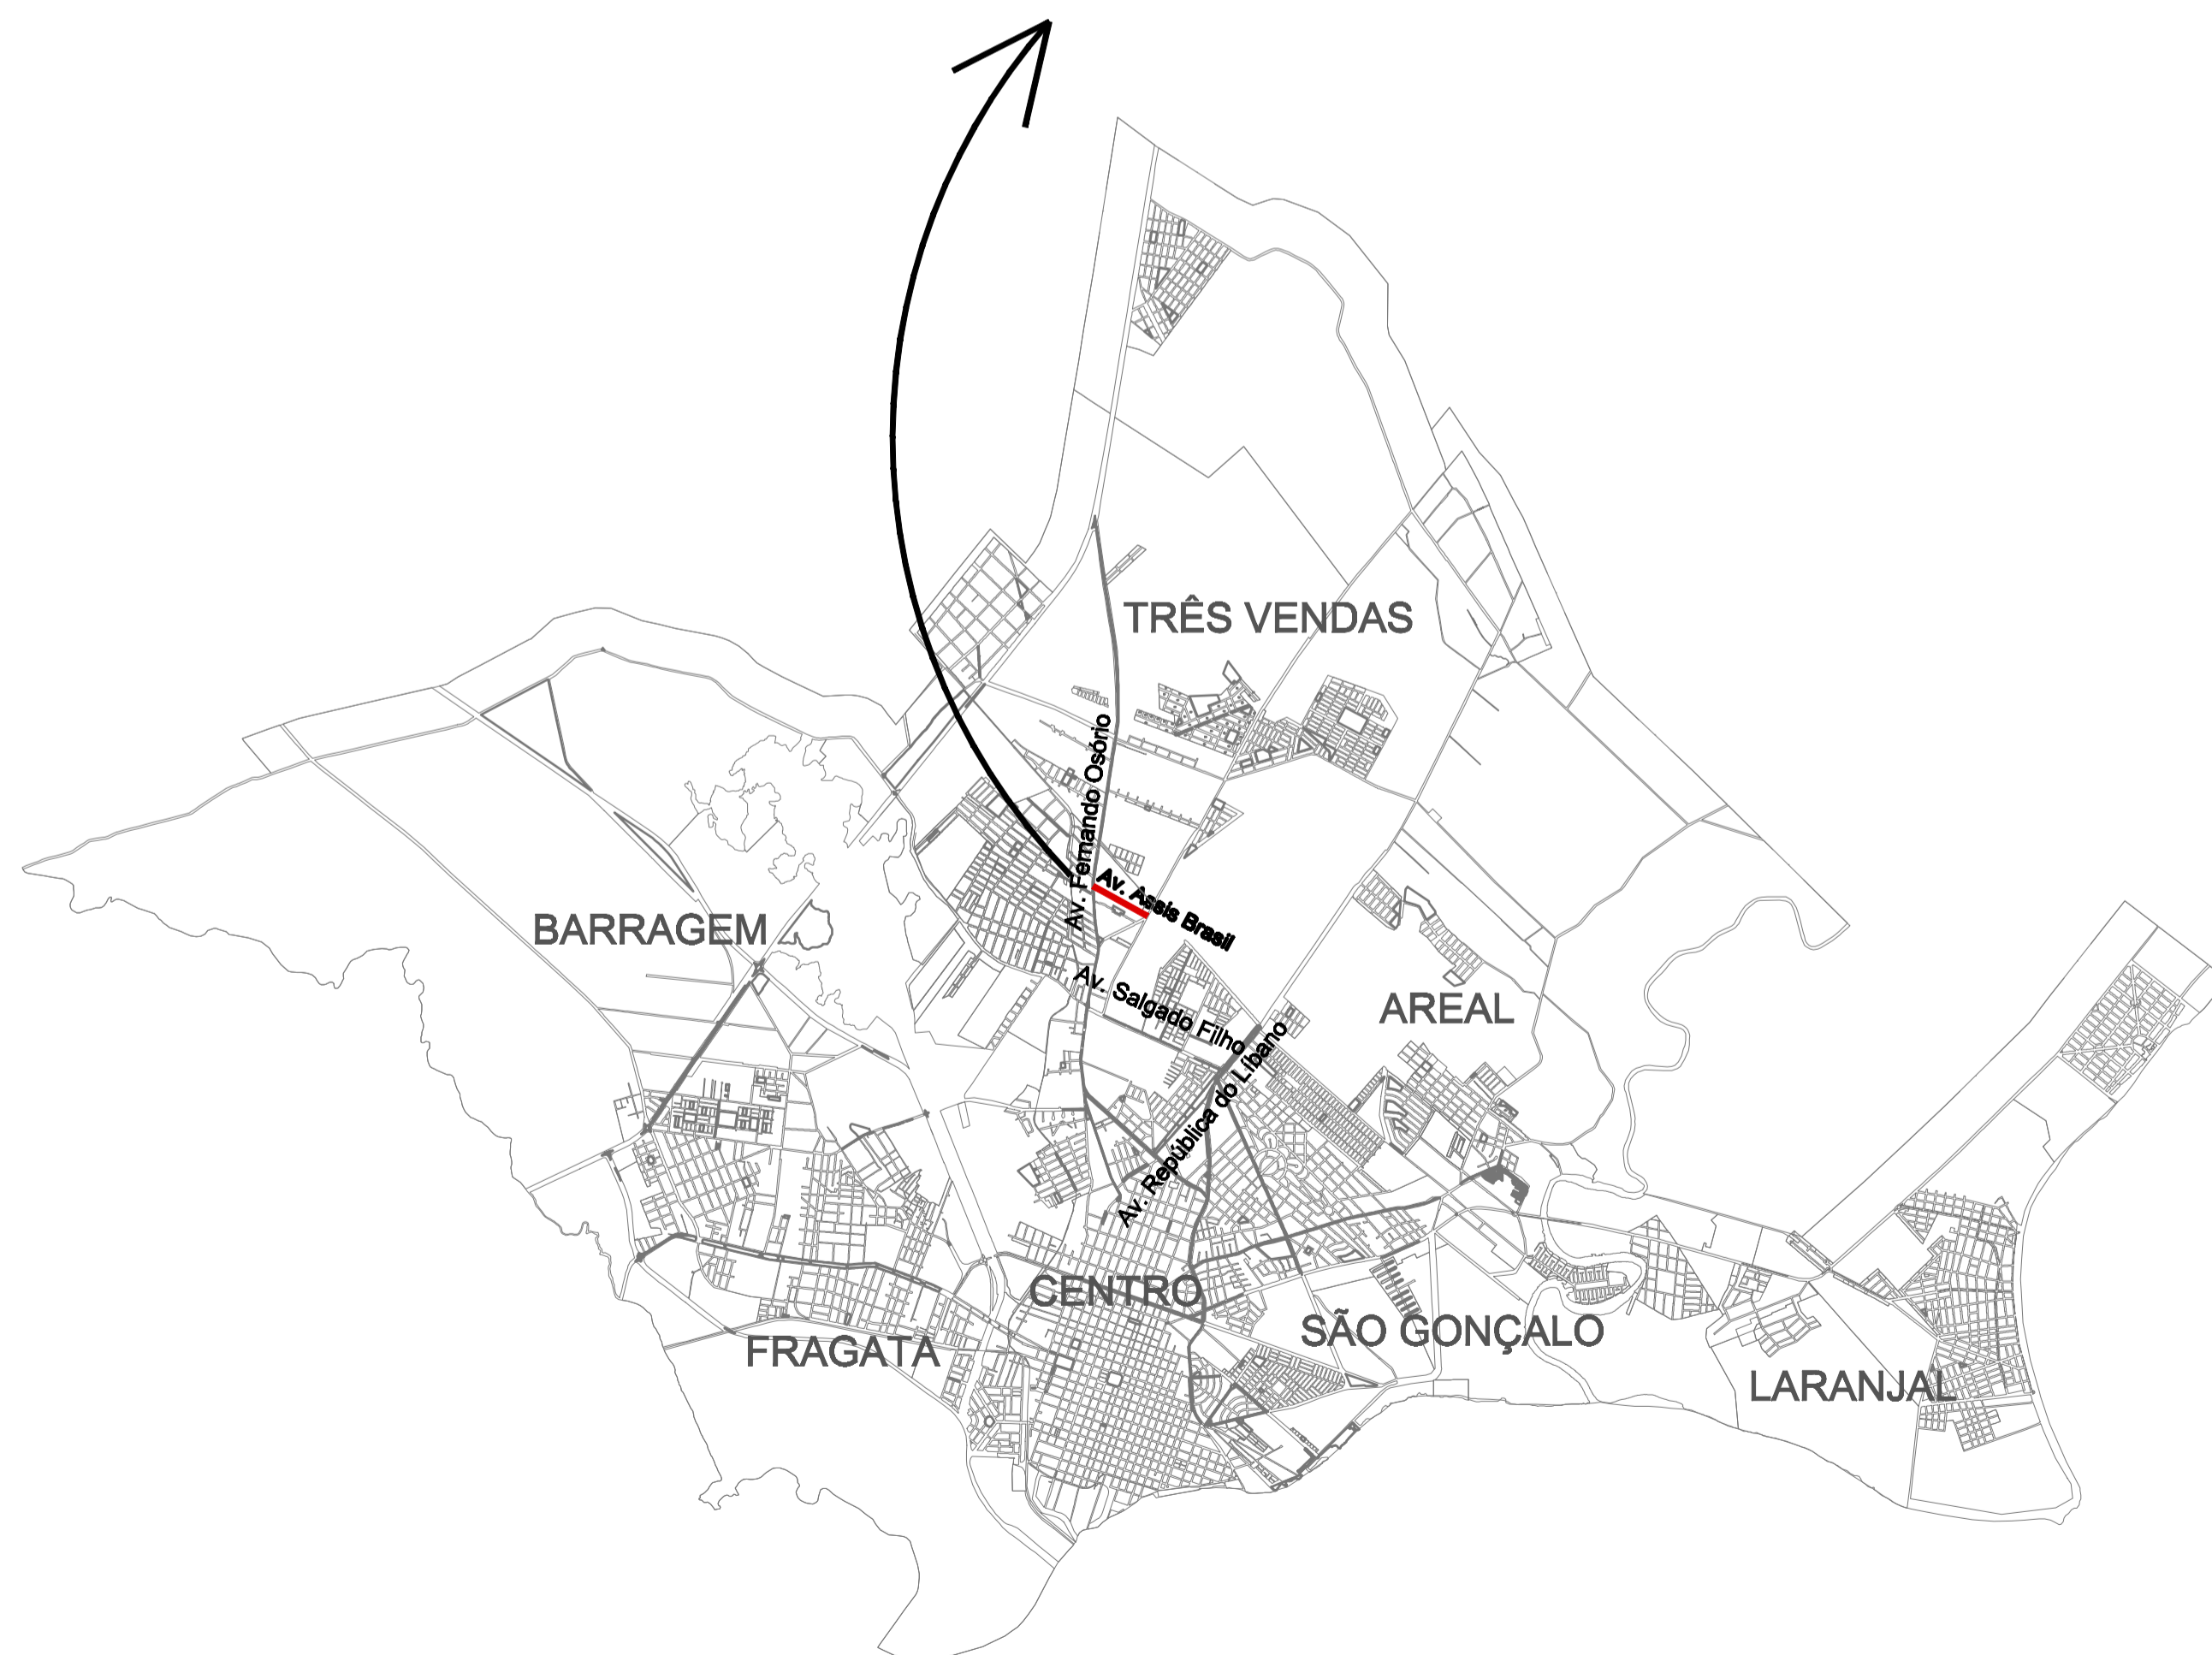 TRÊS VENDAS
Av. Fernando Osório
Av. Assis Brasil
BARRAGEM
Av. Salgado Filho
AREAL
Av. República do Líbano
CENTRO
SÃO GONÇALO
FRAGATA
LARANJAL